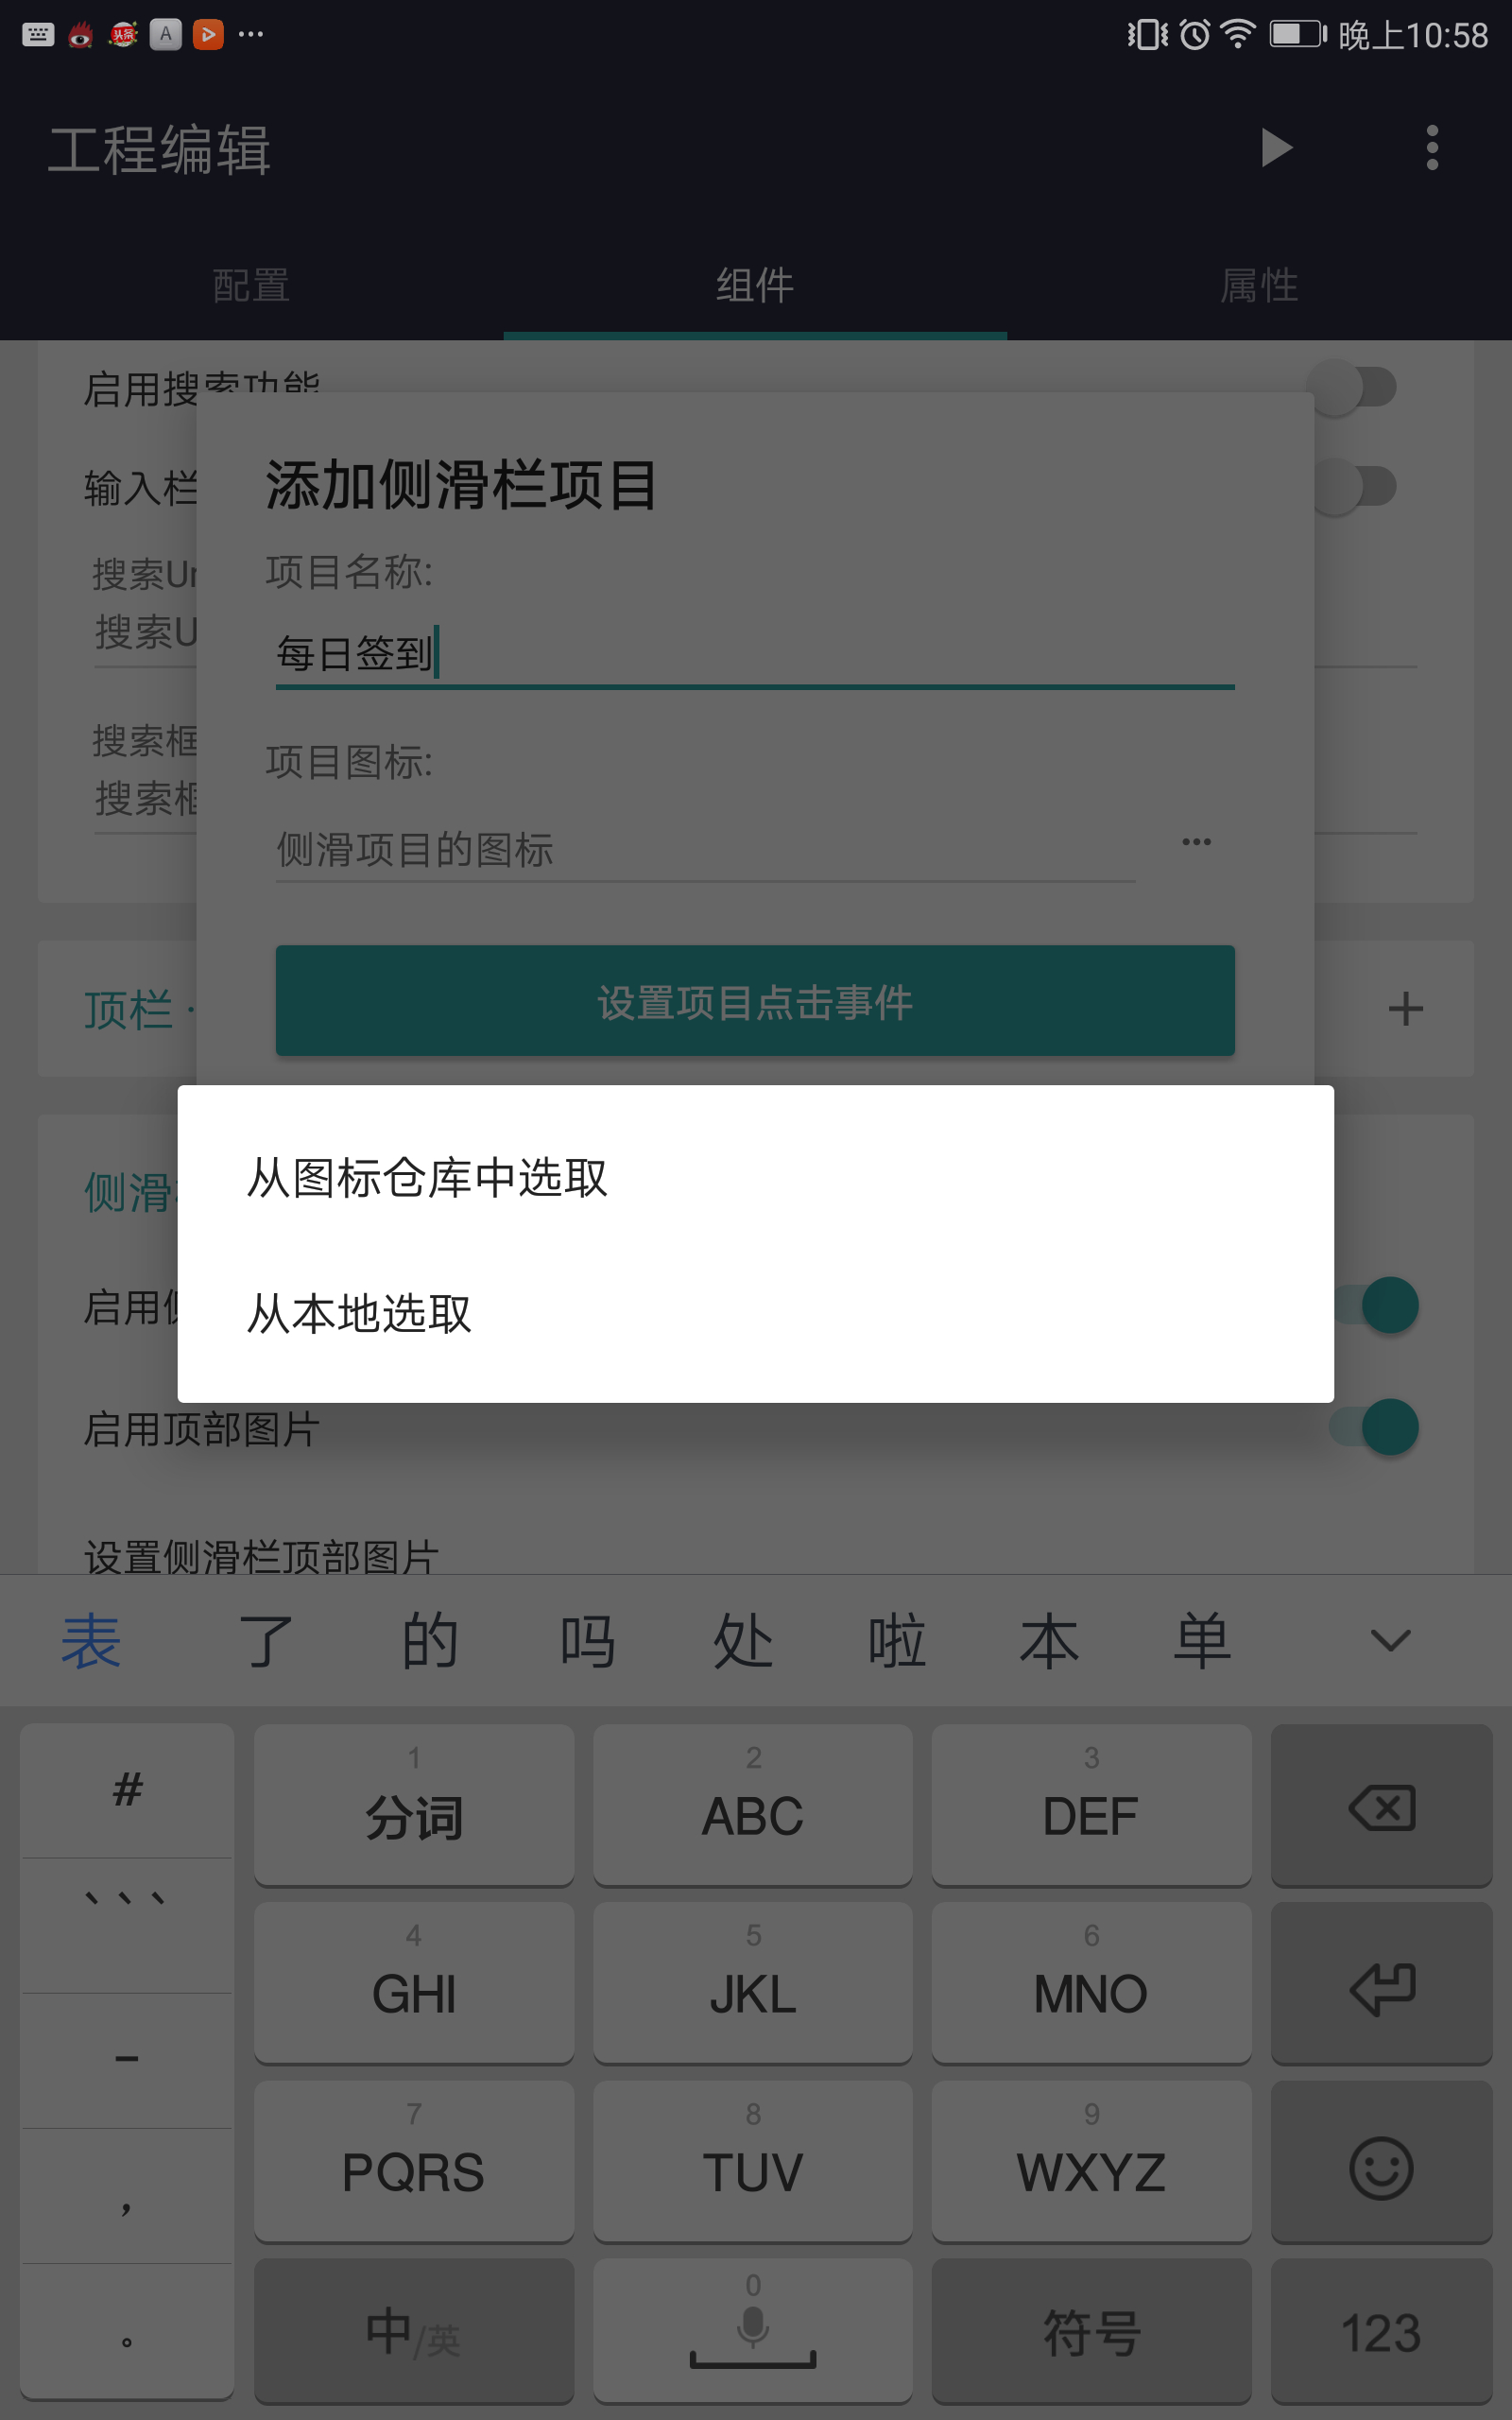 晚上10:58
工程编辑
配置 组件 属性
启用搜索功能
添加侧滑栏项目
输入栏
项目名称:
搜索Ur
搜索U
每日签到
搜索框
项目图标:
搜索框
侧滑项目的图标
设置项目点击事件
顶栏 ·
从图标仓库中选取
侧滑
启用侧
从本地选取
启用顶部图片
设置侧滑栏顶部图片
表 了 的 吗 处 啦 本 单
# 1 2 3
分词 ABC DEF
、、、
4 5 6
GHI JKL MNO
–
7 8 9
PQRS TUV WXYZ
，
0
。 中/英 符号 123